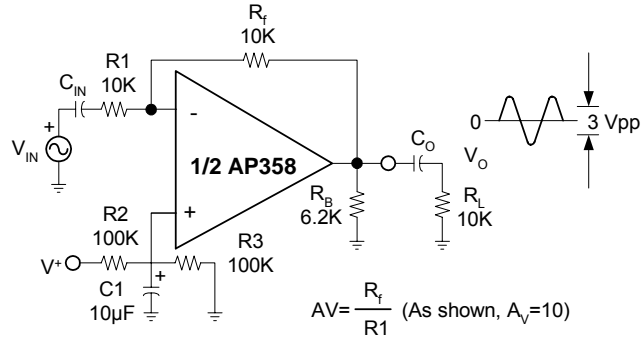 Rf
10K
R1
10K
CIN
VIN
+
-
+
1/2 AP358
0
3 Vpp
VO
CO
RB
6.2K
RL
10K
R2
100K
R3
100K
V+
C1
10µF
+
AV= Rf / R1 (As shown, AV=10)